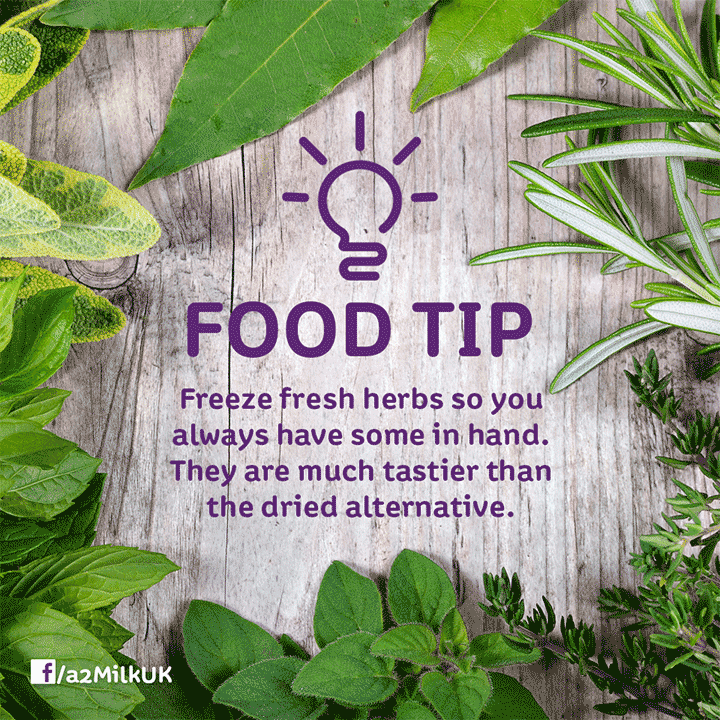 FOOD TIP
Freeze fresh herbs so you
always have some in hand.
They are much tastier than
the dried alternative.
f/a2MilkUK